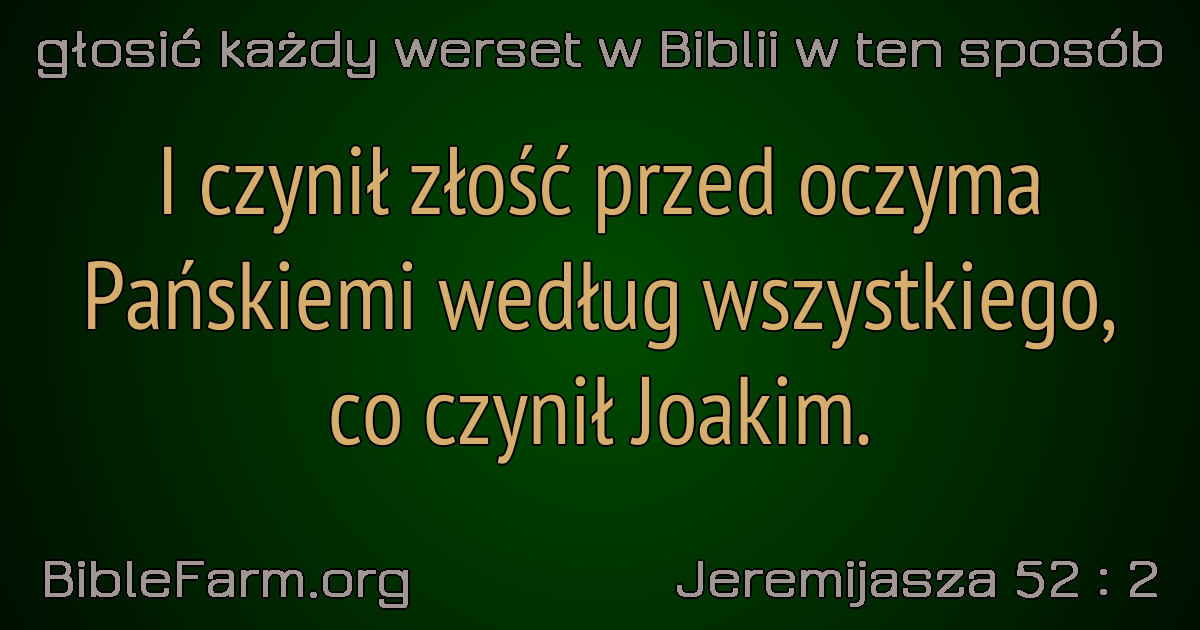 głosić każdy werset w Biblii w ten sposób
I czynił złość przed oczyma
Pańskiemi według wszystkiego,
co czynił Joakim.
BibleFarm.org
Jeremijasza 52 : 2